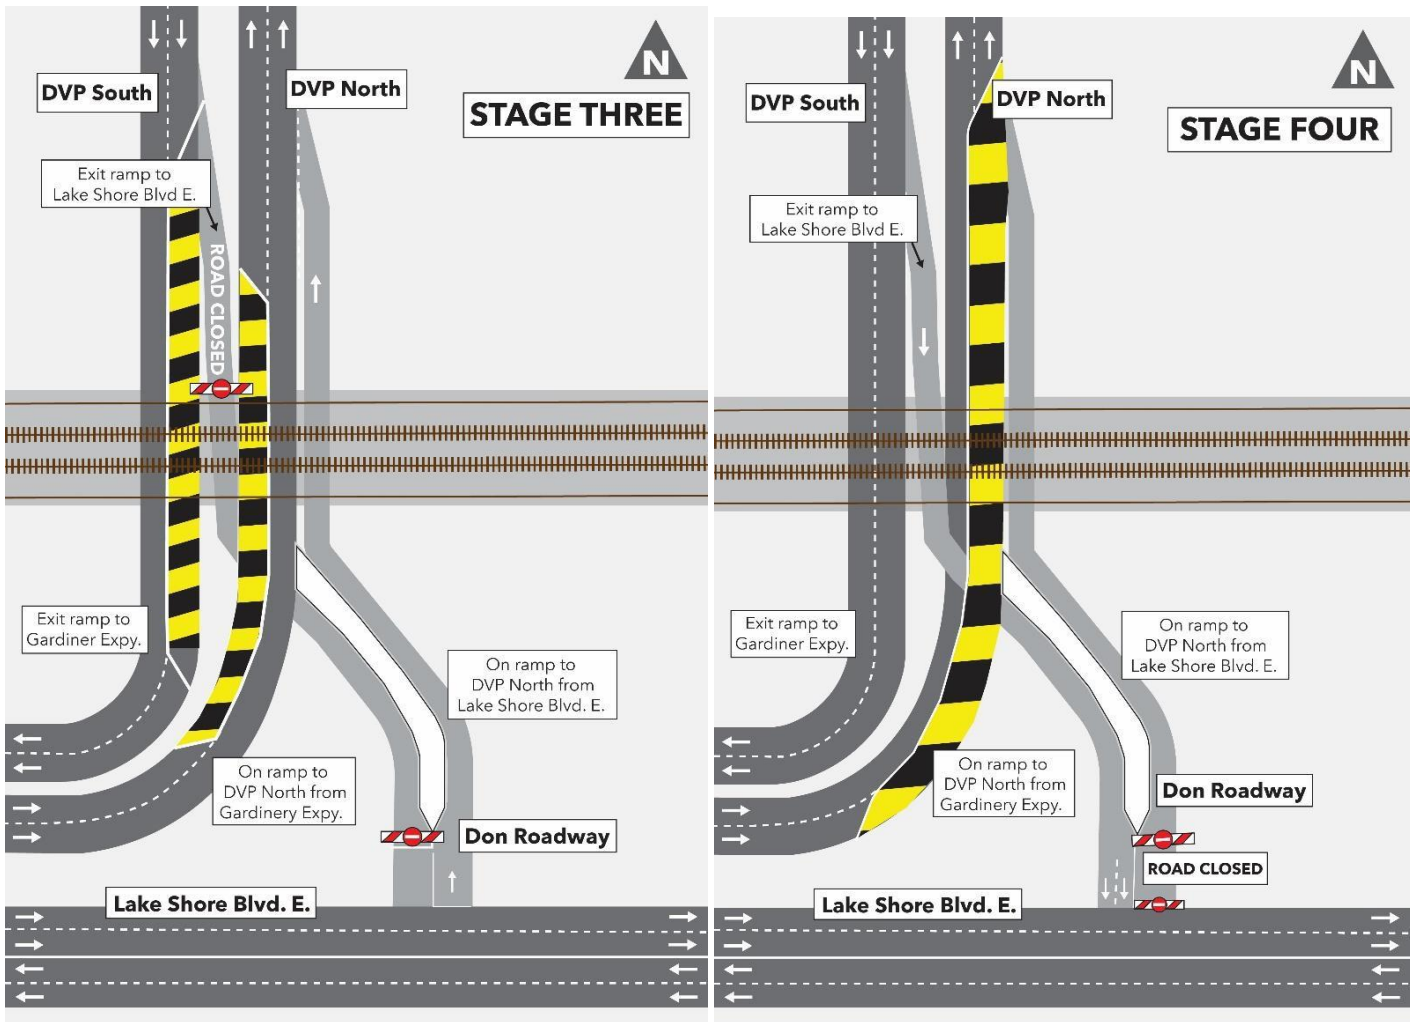 DVP South
DVP North
N
STAGE THREE
Exit ramp to
Lake Shore Blvd E.
ROAD CLOSED
Exit ramp to
Gardiner Expy.
On ramp to
DVP North from
Lake Shore Blvd. E.
On ramp to
DVP North from
Gardinery Expy.
Don Roadway
Lake Shore Blvd. E.
DVP South
DVP North
N
STAGE FOUR
Exit ramp to
Lake Shore Blvd E.
Exit ramp to
Gardiner Expy.
On ramp to
DVP North from
Lake Shore Blvd. E.
On ramp to
DVP North from
Gardinery Expy.
Don Roadway
ROAD CLOSED
Lake Shore Blvd. E.